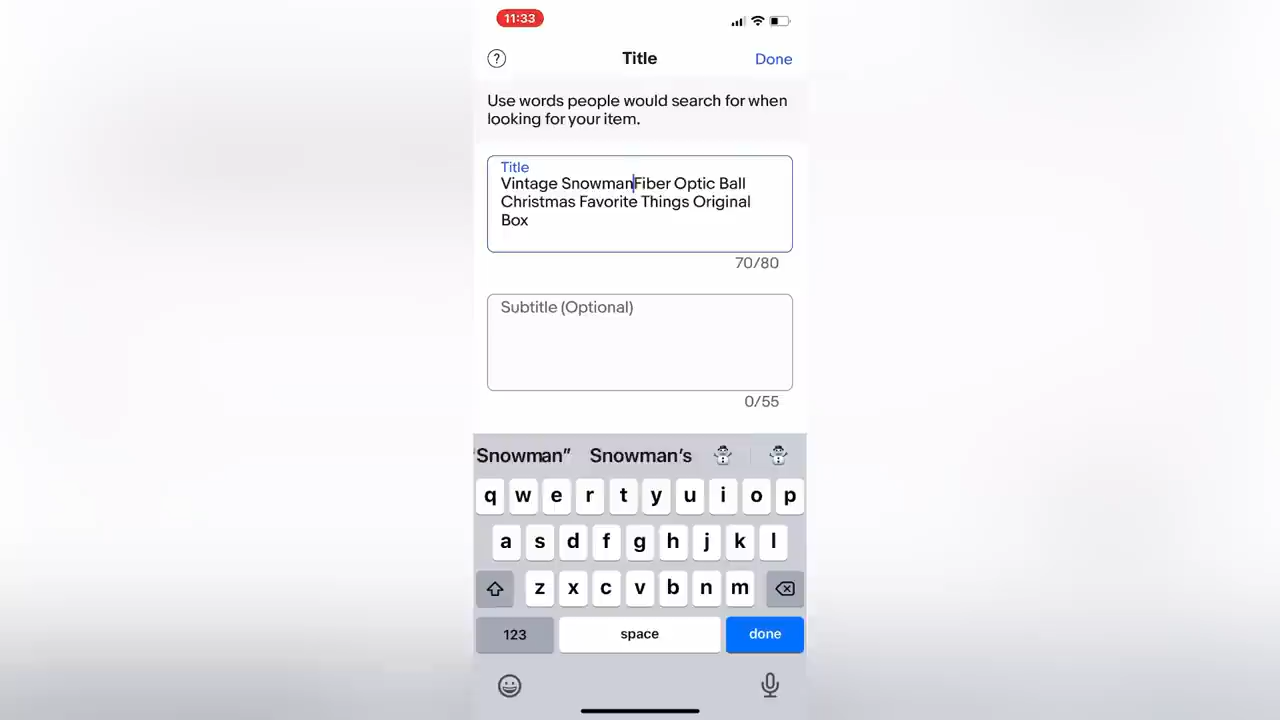 11:33
? Title Done
Use words people would search for when
looking for your item.
Title
Vintage SnowmanFiber Optic Ball
Christmas Favorite Things Original
Box
70/80
Subtitle (Optional)
0/55
"Snowman" Snowman's
q w e r t y u i o p
a s d f g h j k l
z x c v b n m
123 space done